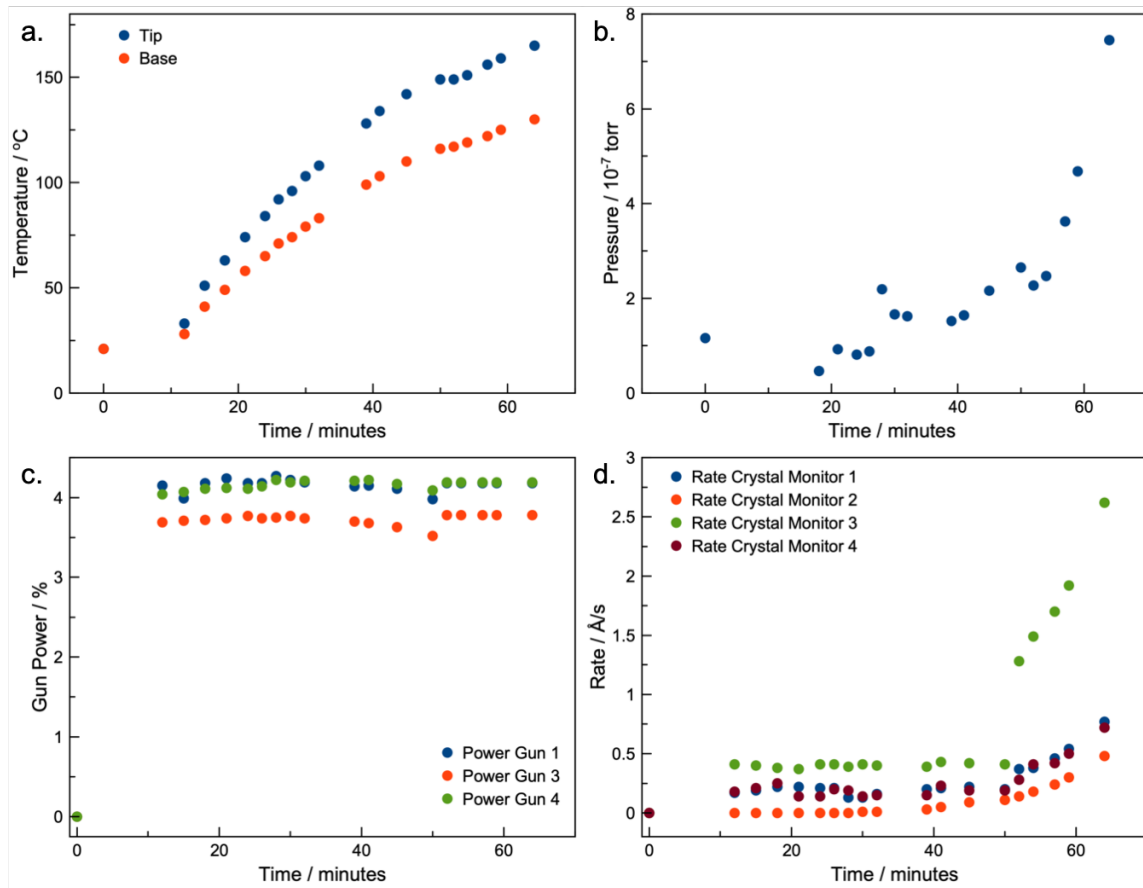 a.
Tip
Base
150
100
50
0
Temperature / ºC
0
20
40
60
Time / minutes
b.
8
6
4
2
0
Pressure / 10⁻⁷ torr
0
20
40
60
Time / minutes
c.
4
3
2
1
0
Gun Power / %
Power Gun 1
Power Gun 3
Power Gun 4
0
20
40
60
Time / minutes
d.
3
2.5
2
1.5
1
0.5
0
Rate / Å/s
Rate Crystal Monitor 1
Rate Crystal Monitor 2
Rate Crystal Monitor 3
Rate Crystal Monitor 4
0
20
40
60
Time / minutes